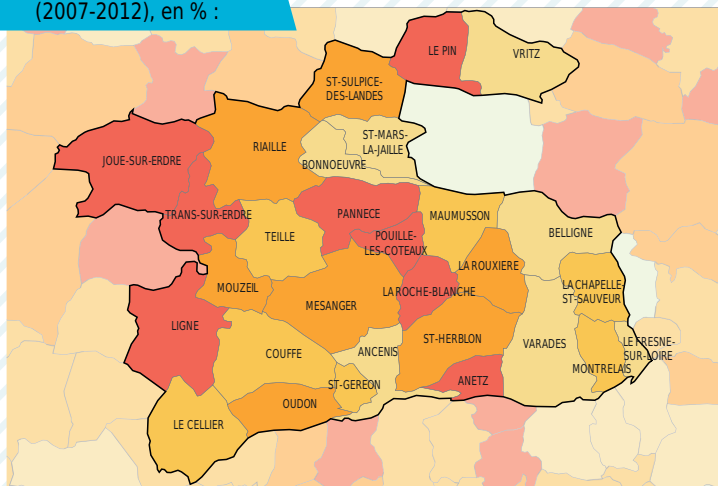 (2007-2012), en % :
LE PIN
VRITZ
ST-SULPICE-
DES-LANDES
ST-MARS-
LA-JAILLE
RIAILLE
BONNOEUVRE
JOUE-SUR-ERDRE
TRANS-SUR-ERDRE
PANNECE
MAUMUSSON
TEILLE
POUILLE-
LES-COTEAUX
BELLIGNE
LA ROUXIERE
MOUZEIL
LA ROCHE-BLANCHE
LA CHAPELLE-
ST-SAUVEUR
MESANGER
LIGNE
ST-HERBLON
VARADES
LE FRESNE-
SUR-LOIRE
COUFFE
ANCENIS
MONTRELAIS
ST-GEREON
ANETZ
OUDON
LE CELLIER